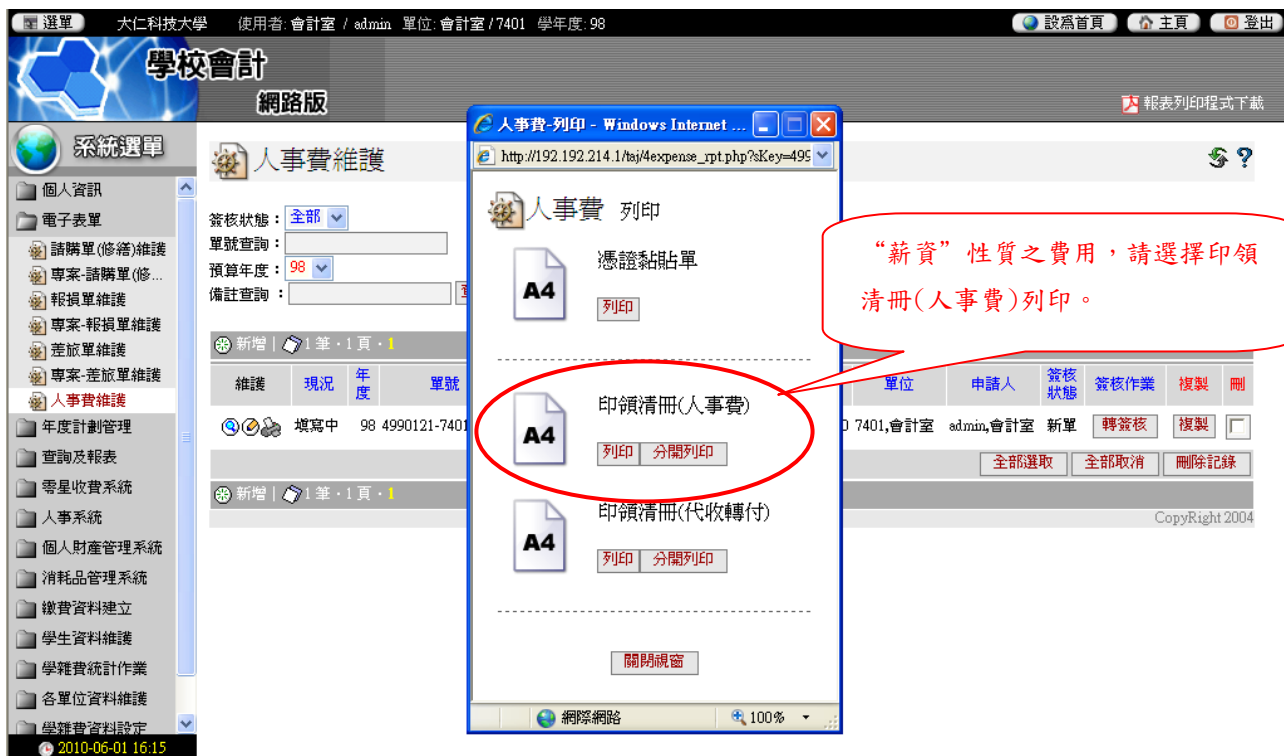 選單 大仁科技大學 使用者: 會計室 / admin 單位: 會計室 / 7401 學年度: 98 設為首頁 主頁 登出
學校會計
網路版
報表列印程式下載
系統選單
個人資訊
電子表單
請購單(修繕)維護
專案-請購單(修...
報損單維護
專案-報損單維護
差旅單維護
專案-差旅單維護
人事費維護
年度計劃管理
查詢及報表
零星收費系統
人事系統
個人財產管理系統
消耗品管理系統
繳費資料建立
學生資料維護
學雜費統計作業
各單位資料維護
學雜費資料設定
2010-06-01 16:15
人事費維護
簽核狀態：全部
單號查詢：
預算年度：98
備註查詢：
新增 | 1 筆 · 1 頁 · 1
維護 現況 年度 單號 單位 申請人 簽核狀態 簽核作業 複製 刪
填寫中 98 4990121-7401 7401,會計室 admin,會計室 新單 轉簽核 複製
全部選取 全部取消 刪除記錄
新增 | 1 筆 · 1 頁 · 1
CopyRight 2004
人事費-列印 - Windows Internet ...
http://192.192.214.1/taj/4expense_rpt.php?sKey=499
人事費 列印
A4 憑證黏貼單
列印
A4 印領清冊(人事費)
列印 分開列印
A4 印領清冊(代收轉付)
列印 分開列印
關閉視窗
網際網路 100%
“薪資”性質之費用，請選擇印領
清冊(人事費)列印。